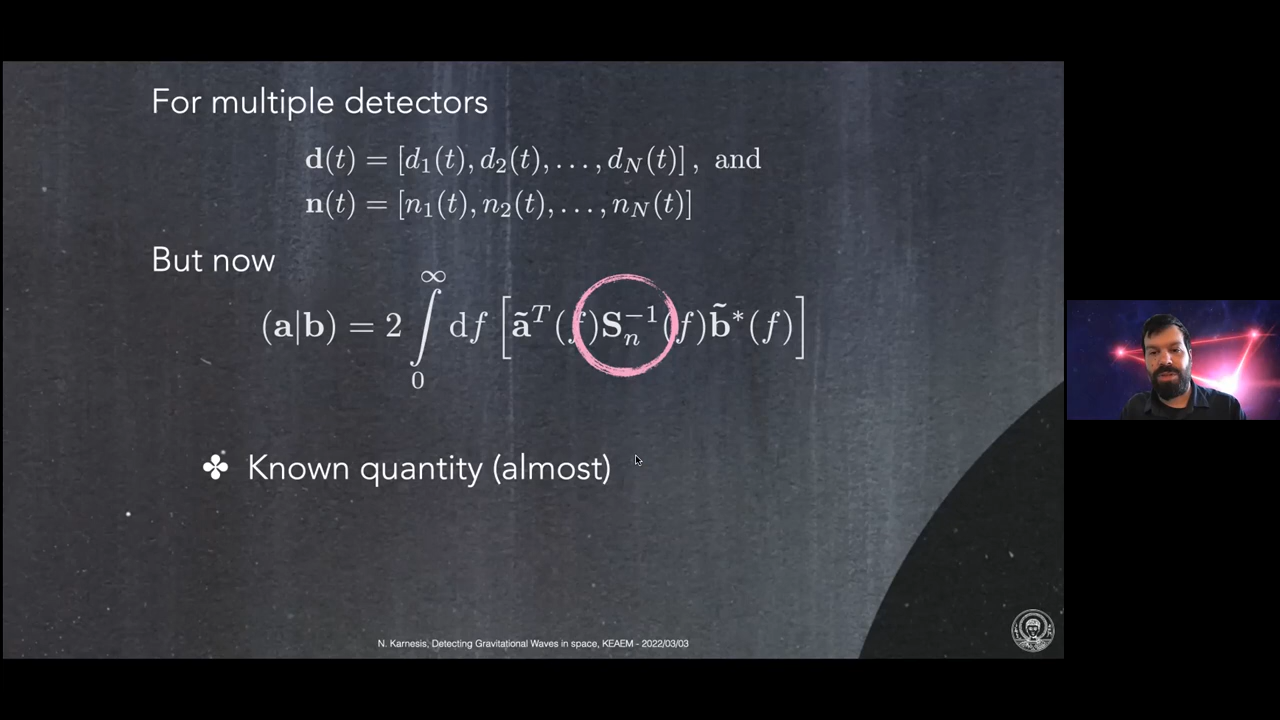 For multiple detectors
d(t) = [d₁(t), d₂(t), . . . , d_N(t)] , and
n(t) = [n₁(t), n₂(t), . . . , n_N(t)]
But now
(a|b) = 2 ∫₀^∞ df [ã^T(f)S_n^{-1}(f)b̃*(f)]
✤ Known quantity (almost)
N. Karnesis, Detecting Gravitational Waves in space, KEAEM - 2022/03/03